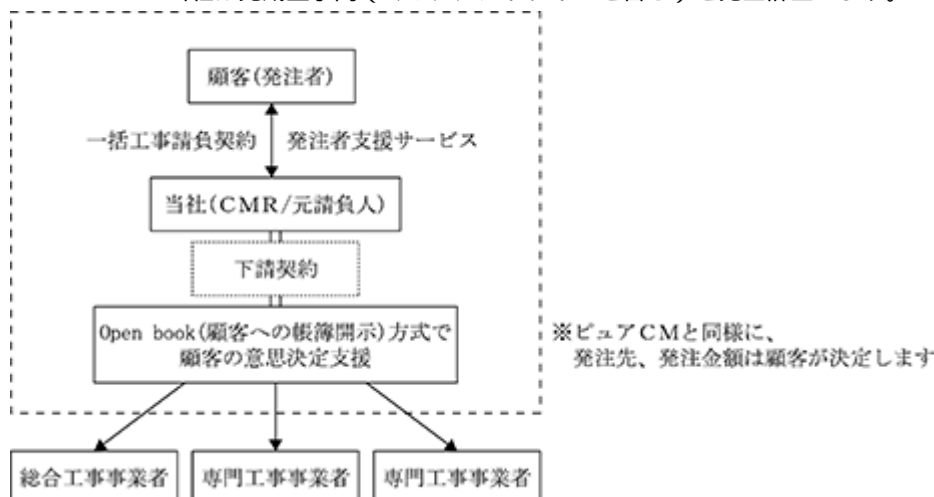 顧客(発注者)
一括工事請負契約
発注者支援サービス
当社(CMR/元請負人)
下請契約
Open book(顧客への帳簿開示)方式で
顧客の意思決定支援
※ピュアCMと同様に、
発注先、発注金額は顧客が決定します
総合工事事業者
専門工事事業者
専門工事事業者